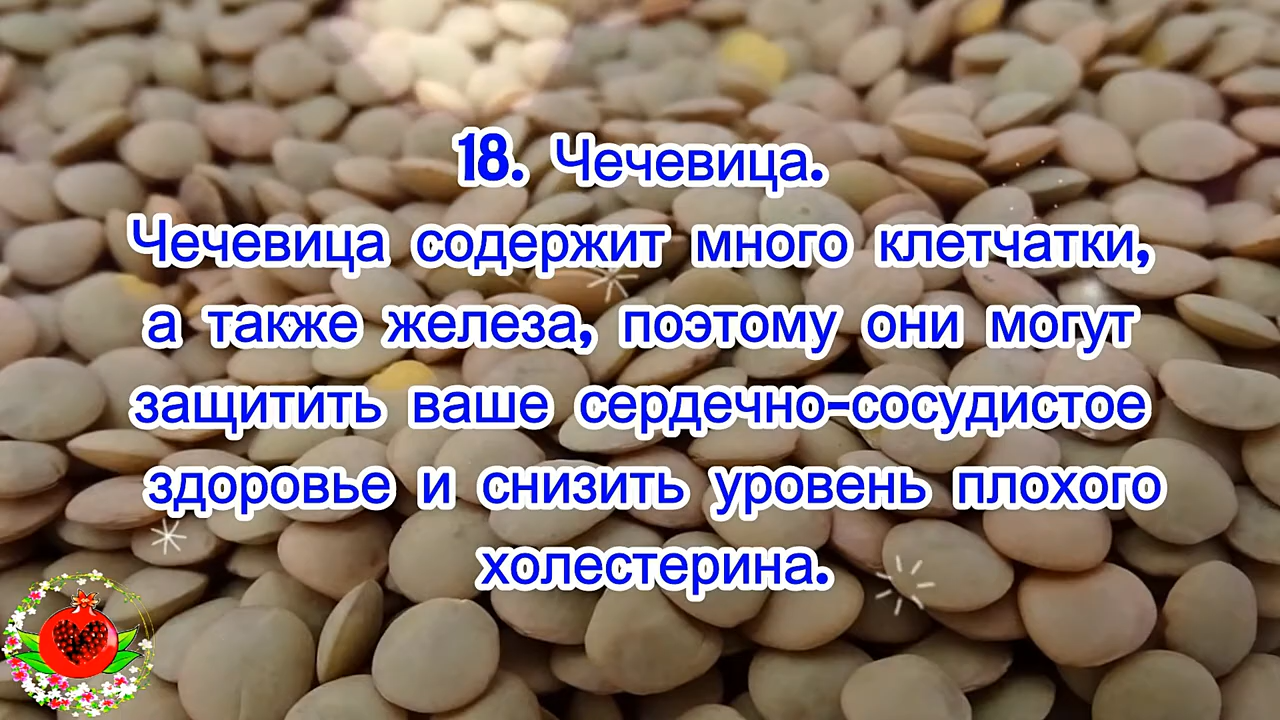 18. Чечевица.
Чечевица содержит много клетчатки,
а также железа, поэтому они могут
защитить ваше сердечно-сосудистое
здоровье и снизить уровень плохого
холестерина.